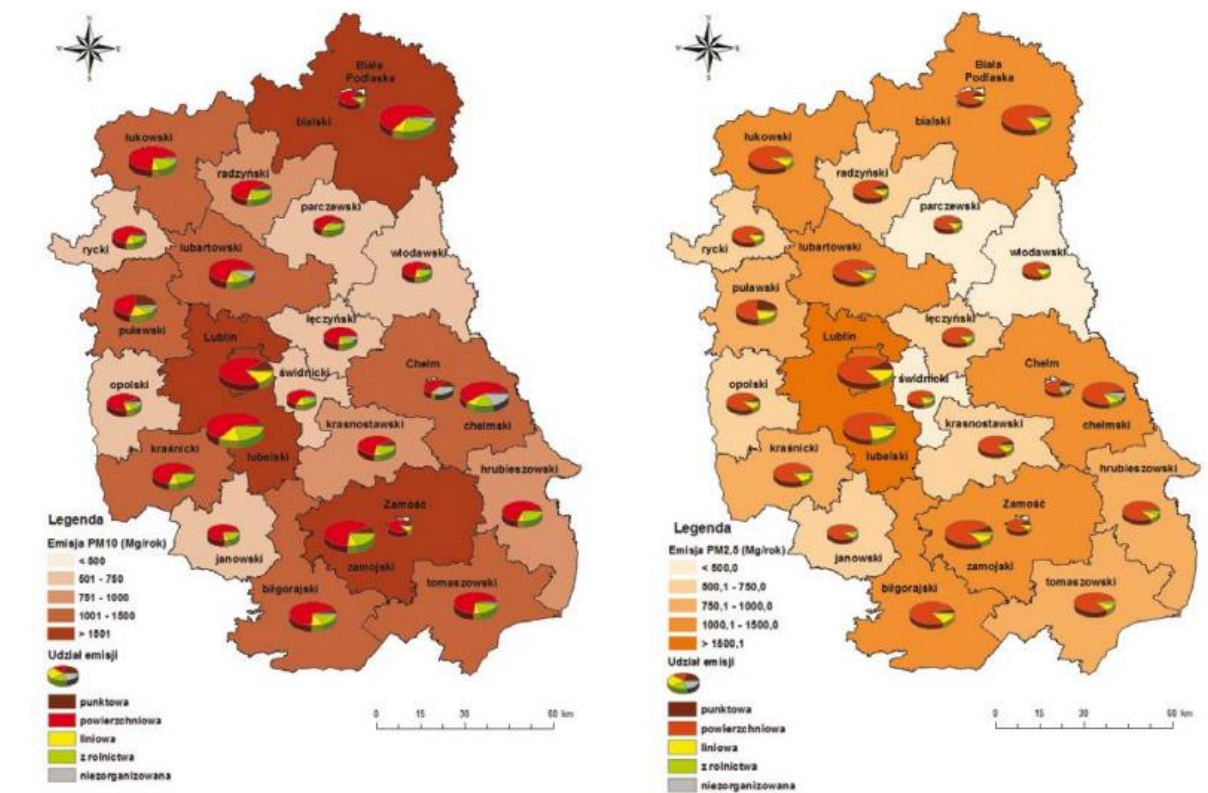 N
W
E
S
Biała
Podlaska
bialski
łukowski
radzyński
parczewski
rycki
lubartowski
włodawski
puławski
łęczyński
Lublin
Chełm
świdnicki
opolski
chełmski
krasnostawski
kraśnicki
lubelski
hrubieszowski
Zamość
janowski
zamojski
biłgorajski
tomaszowski
Legenda
Emisja PM10 (Mg/rok)
< 500
501 - 750
751 - 1000
1001 - 1500
> 1501
Udział emisji
punktowa
powierzchniowa
liniowa
z rolnictwa
niezorganizowana
0 15 30 60 km
N
W
E
S
Biała
Podlaska
bialski
łukowski
radzyński
parczewski
rycki
lubartowski
włodawski
puławski
łęczyński
Lublin
Chełm
świdnicki
opolski
chełmski
krasnostawski
kraśnicki
lubelski
hrubieszowski
Zamość
janowski
zamojski
biłgorajski
tomaszowski
Legenda
Emisja PM2,5 (Mg/rok)
< 500,0
500,1 - 750,0
750,1 - 1000,0
1000,1 - 1500,0
> 1500,1
Udział emisji
punktowa
powierzchniowa
liniowa
z rolnictwa
niezorganizowana
0 15 30 60 km